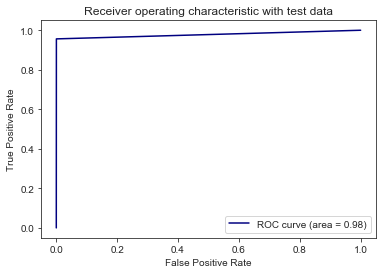 Receiver operating characteristic with test data
True Positive Rate
1.0
0.8
0.6
0.4
0.2
0.0
ROC curve (area = 0.98)
0.0 0.2 0.4 0.6 0.8 1.0
False Positive Rate